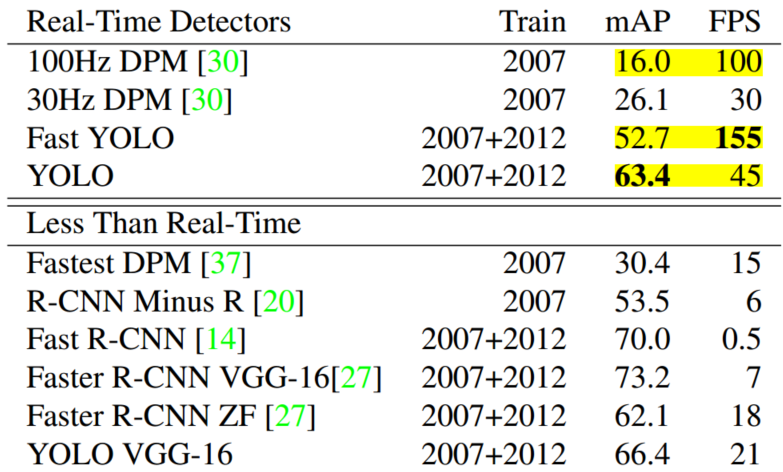 Real-Time Detectors Train mAP FPS
100Hz DPM [30] 2007 16.0 100
30Hz DPM [30] 2007 26.1 30
Fast YOLO 2007+2012 52.7 155
YOLO 2007+2012 63.4 45
Less Than Real-Time
Fastest DPM [37] 2007 30.4 15
R-CNN Minus R [20] 2007 53.5 6
Fast R-CNN [14] 2007+2012 70.0 0.5
Faster R-CNN VGG-16[27] 2007+2012 73.2 7
Faster R-CNN ZF [27] 2007+2012 62.1 18
YOLO VGG-16 2007+2012 66.4 21